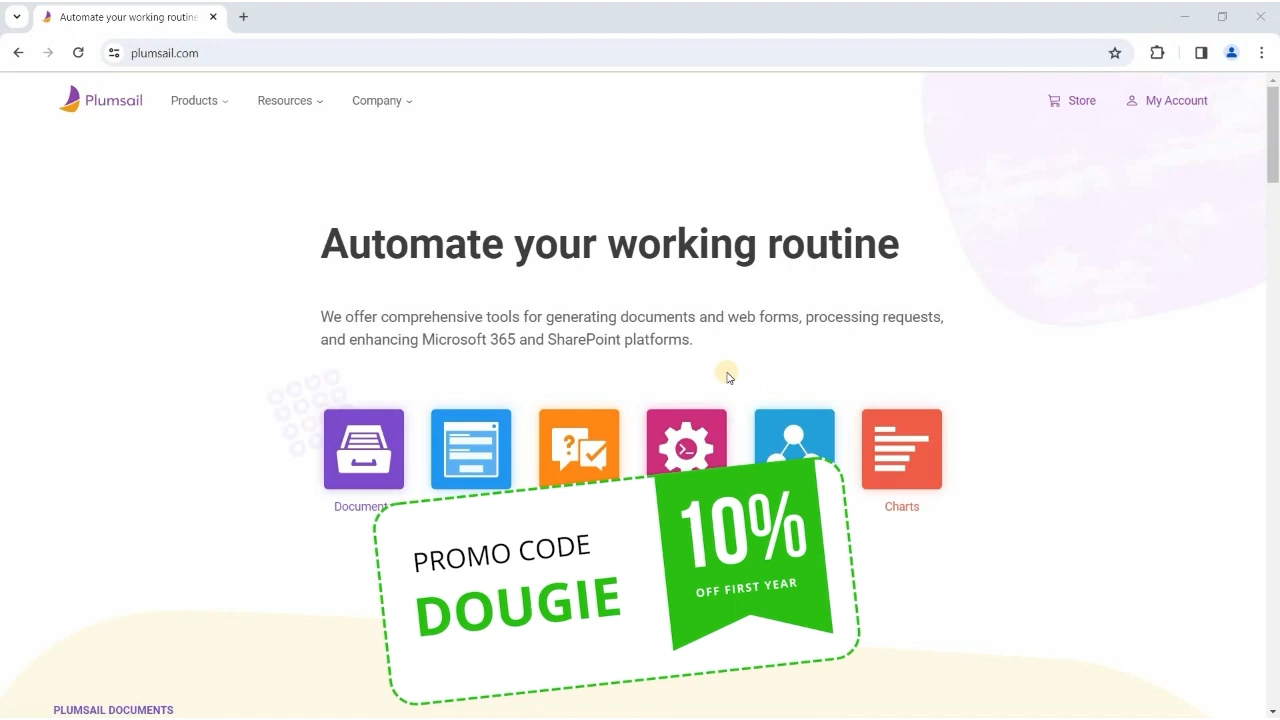 Automate your working routine
plumsail.com
Plumsail
Products
Resources
Company
Store
My Account
Automate your working routine
We offer comprehensive tools for generating documents and web forms, processing requests,
and enhancing Microsoft 365 and SharePoint platforms.
?
Document
Charts
PROMO CODE
DOUGIE
10%
OFF FIRST YEAR
PLUMSAIL DOCUMENTS